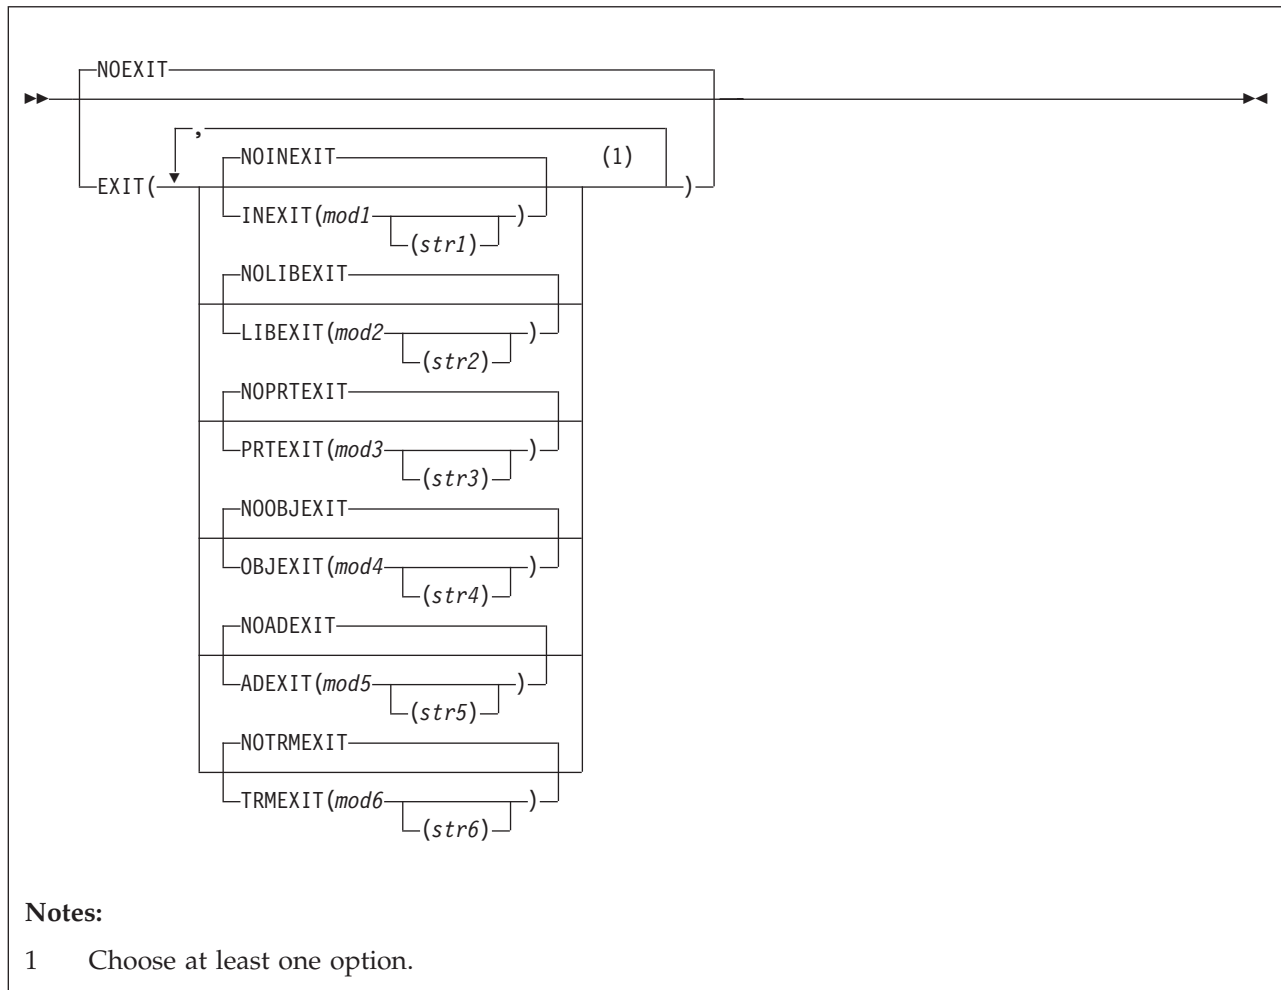 NOEXIT
,
NOINEXIT (1)
EXIT( )
INEXIT(mod1 )
(str1)
NOLIBEXIT
LIBEXIT(mod2 )
(str2)
NOPRTEXIT
PRTEXIT(mod3 )
(str3)
NOOBJEXIT
OBJEXIT(mod4 )
(str4)
NOADEXIT
ADEXIT(mod5 )
(str5)
NOTRMEXIT
TRMEXIT(mod6 )
(str6)
Notes:
1 Choose at least one option.